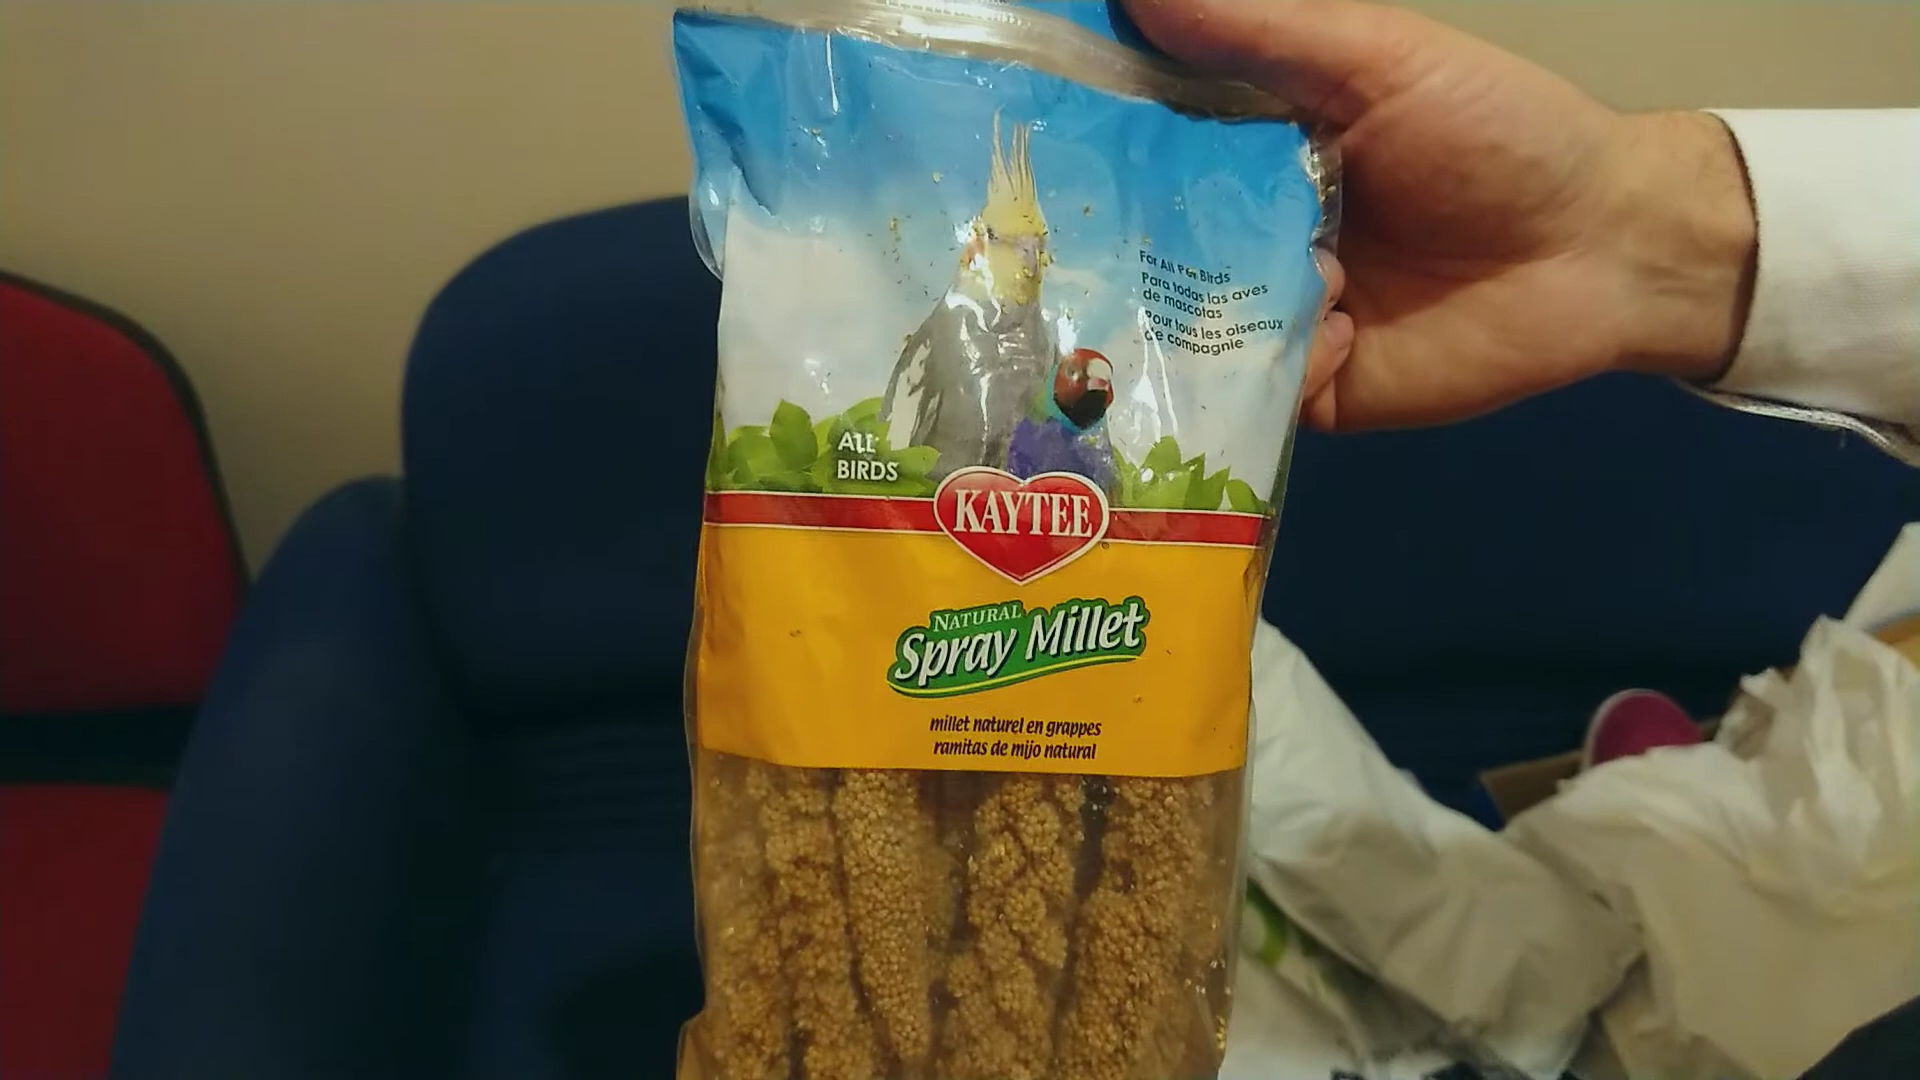 For All Pet Birds
Para todas las aves
de mascotas
Pour tous les oiseaux
de compagnie
ALL
BIRDS
KAYTEE
NATURAL
Spray Millet
millet naturel en grappes
ramitas de mijo natural